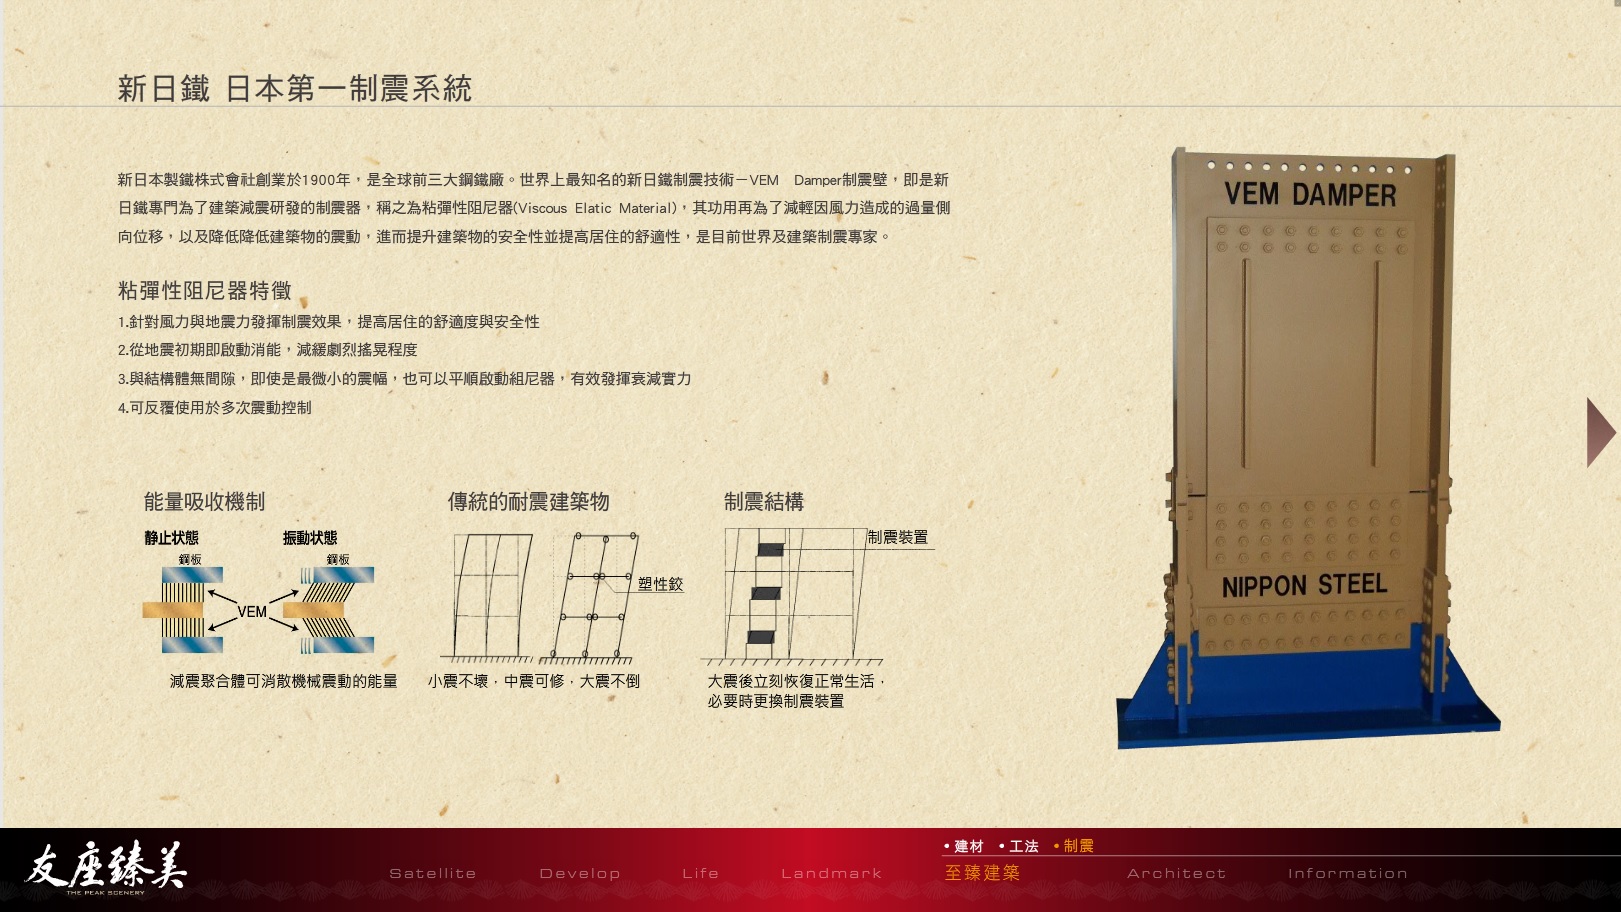 新日鐵 日本第一制震系統
新日本製鐵株式會社創業於1900年，是全球前三大鋼鐵廠。世界上最知名的新日鐵制震技術－VEM Damper制震壁，即是新
日鐵專門為了建築減震研發的制震器，稱之為粘彈性阻尼器(Viscous Elatic Material)，其功用再為了減輕因風力造成的過量側
向位移，以及降低降低建築物的震動，進而提升建築物的安全性並提高居住的舒適性，是目前世界及建築制震專家。
粘彈性阻尼器特徵
1.針對風力與地震力發揮制震效果，提高居住的舒適度與安全性
2.從地震初期即啟動消能，減緩劇烈搖晃程度
3.與結構體無間隙，即使是最微小的震幅，也可以平順啟動組尼器，有效發揮衰減實力
4.可反覆使用於多次震動控制
能量吸收機制
静止状態
鋼板
振動状態
鋼板
VEM
減震聚合體可消散機械震動的能量
傳統的耐震建築物
塑性鉸
小震不壞．中震可修．大震不倒
制震結構
制震裝置
大震後立刻恢復正常生活．
必要時更換制震裝置
VEM DAMPER
NIPPON STEEL
友座臻美
THE PEAK SCENERY
Satellite
Develop
Life
Landmark
•建材 •工法 •制震
至臻建築
Architect
Information